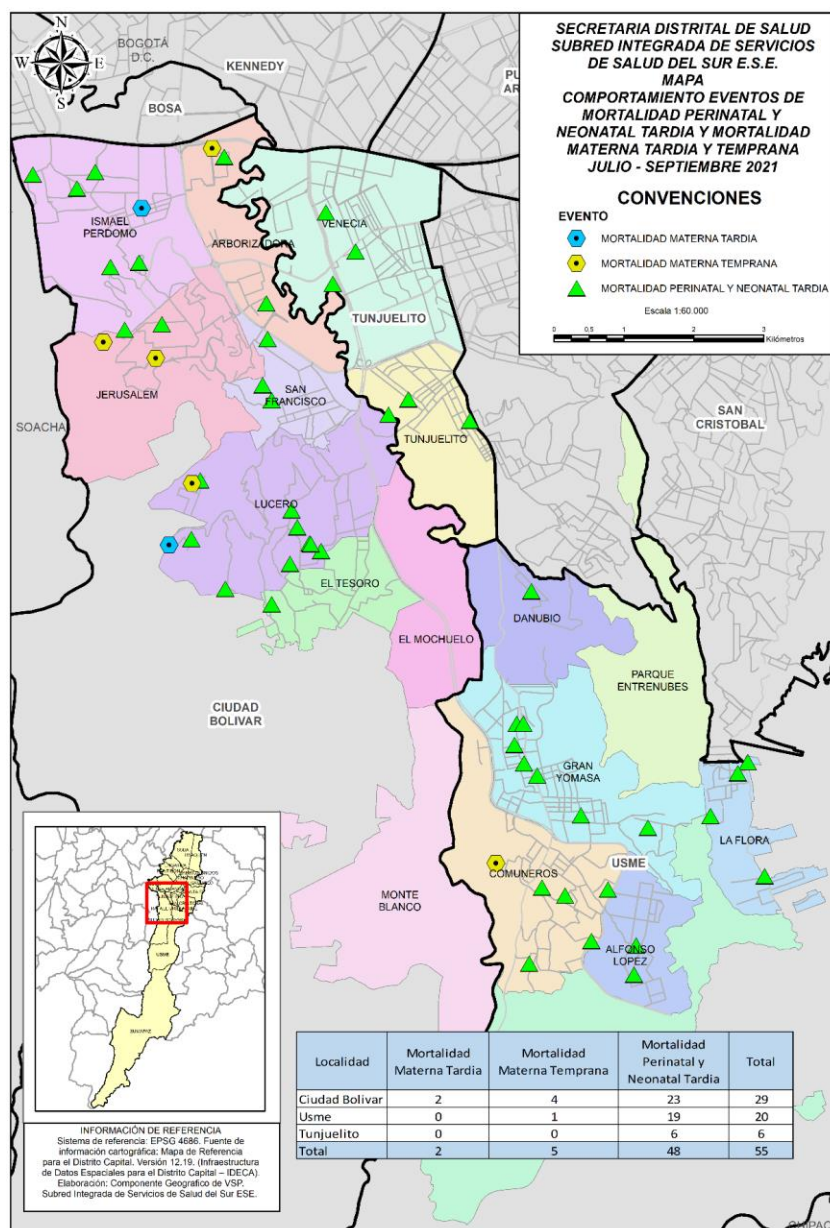 SECRETARIA DISTRITAL DE SALUD
SUBRED INTEGRADA DE SERVICIOS
DE SALUD DEL SUR E.S.E.
MAPA
COMPORTAMIENTO EVENTOS DE
MORTALIDAD PERINATAL Y
NEONATAL TARDIA Y MORTALIDAD
MATERNA TARDIA Y TEMPRANA
JULIO - SEPTIEMBRE 2021
CONVENCIONES
EVENTO
MORTALIDAD MATERNA TARDIA
MORTALIDAD MATERNA TEMPRANA
MORTALIDAD PERINATAL Y NEONATAL TARDIA
Escala 1:60.000
0 0,5 1 2 3
Kilómetros
N
W E
S
BOGOTÁ
D.C.
KENNEDY
BOSA
ISMAEL
PERDOMO
ARBORIZADORA
VENECIA
TUNJUELITO
JERUSALEM
SAN
FRANCISCO
TUNJUELITO
SOACHA
SAN
CRISTOBAL
LUCERO
EL TESORO
EL MOCHUELO
DANUBIO
PARQUE
ENTRENUBES
CIUDAD
BOLIVAR
GRAN
YOMASA
LA FLORA
COMUNEROS
USME
MONTE
BLANCO
ALFONSO
LOPEZ
USME
INFORMACIÓN DE REFERENCIA
Sistema de referencia: EPSG 4686. Fuente de
información cartográfica: Mapa de Referencia
para el Distrito Capital. Versión 12.19. (Infraestructura
de Datos Espaciales para el Distrito Capital – IDECA).
Elaboración: Componente Geografico de VSP.
Subred Integrada de Servicios de Salud del Sur ESE.
Localidad Mortalidad Materna Tardia Mortalidad Materna Temprana Mortalidad Perinatal y Neonatal Tardia Total
Ciudad Bolivar 2 4 23 29
Usme 0 1 19 20
Tunjuelito 0 0 6 6
Total 2 5 48 55